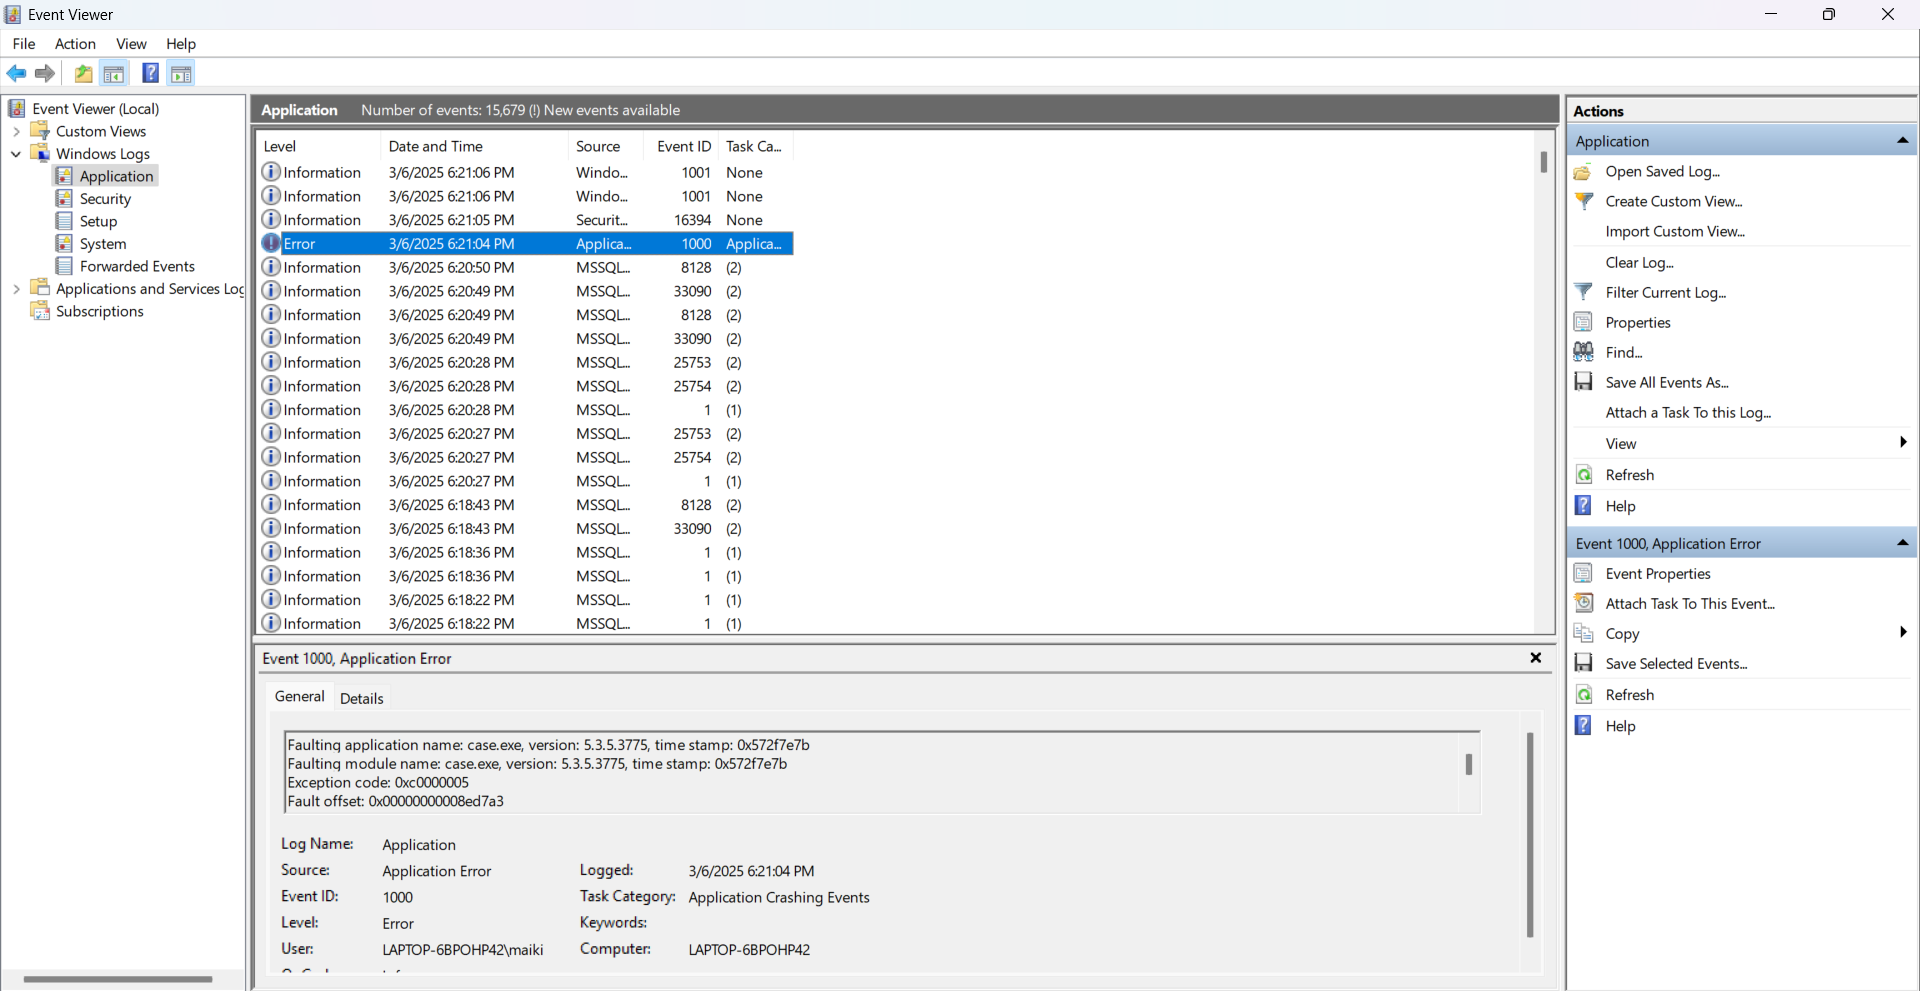 Event Viewer
File Action View Help
Event Viewer (Local)
Custom Views
Windows Logs
Application
Security
Setup
System
Forwarded Events
Applications and Services Log
Subscriptions
Application Number of events: 15,679 (!) New events available
Level Date and Time Source Event ID Task Ca...
Information 3/6/2025 6:21:06 PM Windo... 1001 None
Information 3/6/2025 6:21:06 PM Windo... 1001 None
Information 3/6/2025 6:21:05 PM Securit... 16394 None
Error 3/6/2025 6:21:04 PM Applica... 1000 Applica...
Information 3/6/2025 6:20:50 PM MSSQL... 8128 (2)
Information 3/6/2025 6:20:49 PM MSSQL... 33090 (2)
Information 3/6/2025 6:20:49 PM MSSQL... 8128 (2)
Information 3/6/2025 6:20:49 PM MSSQL... 33090 (2)
Information 3/6/2025 6:20:28 PM MSSQL... 25753 (2)
Information 3/6/2025 6:20:28 PM MSSQL... 25754 (2)
Information 3/6/2025 6:20:28 PM MSSQL... 1 (1)
Information 3/6/2025 6:20:27 PM MSSQL... 25753 (2)
Information 3/6/2025 6:20:27 PM MSSQL... 25754 (2)
Information 3/6/2025 6:20:27 PM MSSQL... 1 (1)
Information 3/6/2025 6:18:43 PM MSSQL... 8128 (2)
Information 3/6/2025 6:18:43 PM MSSQL... 33090 (2)
Information 3/6/2025 6:18:36 PM MSSQL... 1 (1)
Information 3/6/2025 6:18:36 PM MSSQL... 1 (1)
Information 3/6/2025 6:18:22 PM MSSQL... 1 (1)
Information 3/6/2025 6:18:22 PM MSSQL... 1 (1)
Event 1000, Application Error
General Details
Faulting application name: case.exe, version: 5.3.5.3775, time stamp: 0x572f7e7b
Faulting module name: case.exe, version: 5.3.5.3775, time stamp: 0x572f7e7b
Exception code: 0xc0000005
Fault offset: 0x00000000008ed7a3
Log Name: Application
Source: Application Error Logged: 3/6/2025 6:21:04 PM
Event ID: 1000 Task Category: Application Crashing Events
Level: Error Keywords:
User: LAPTOP-6BPOHP42\maiki Computer: LAPTOP-6BPOHP42
Actions
Application
Open Saved Log...
Create Custom View...
Import Custom View...
Clear Log...
Filter Current Log...
Properties
Find...
Save All Events As...
Attach a Task To this Log...
View
Refresh
Help
Event 1000, Application Error
Event Properties
Attach Task To This Event...
Copy
Save Selected Events...
Refresh
Help